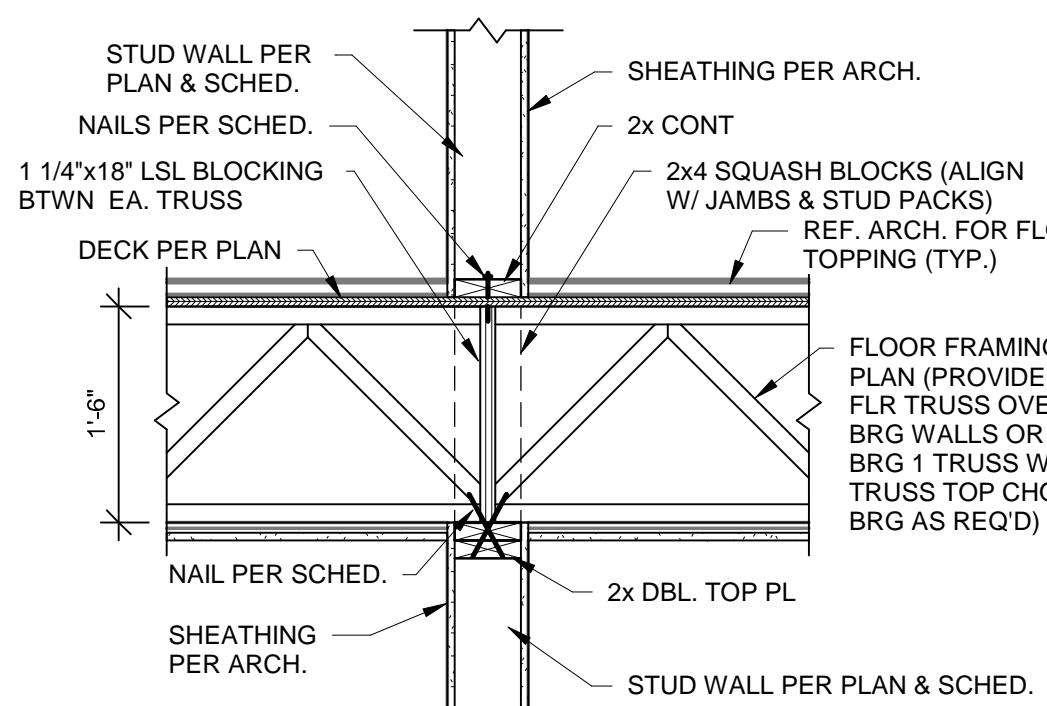 STUD WALL PER
PLAN & SCHED.
SHEATHING PER ARCH.
NAILS PER SCHED.
2x CONT
1 1/4"x18" LSL BLOCKING
BTWN EA. TRUSS
2x4 SQUASH BLOCKS (ALIGN
W/ JAMBS & STUD PACKS)
DECK PER PLAN
REF. ARCH. FOR
TOPPING (TYP.)
1'-6"
FLOOR FRAMING
PLAN (PROVIDE
FLR TRUSS
BRG WALLS OR
BRG 1 TRUSS
TRUSS TOP
BRG AS REQ'D)
NAIL PER SCHED.
2x DBL. TOP PL
SHEATHING
PER ARCH.
STUD WALL PER PLAN & SCHED.